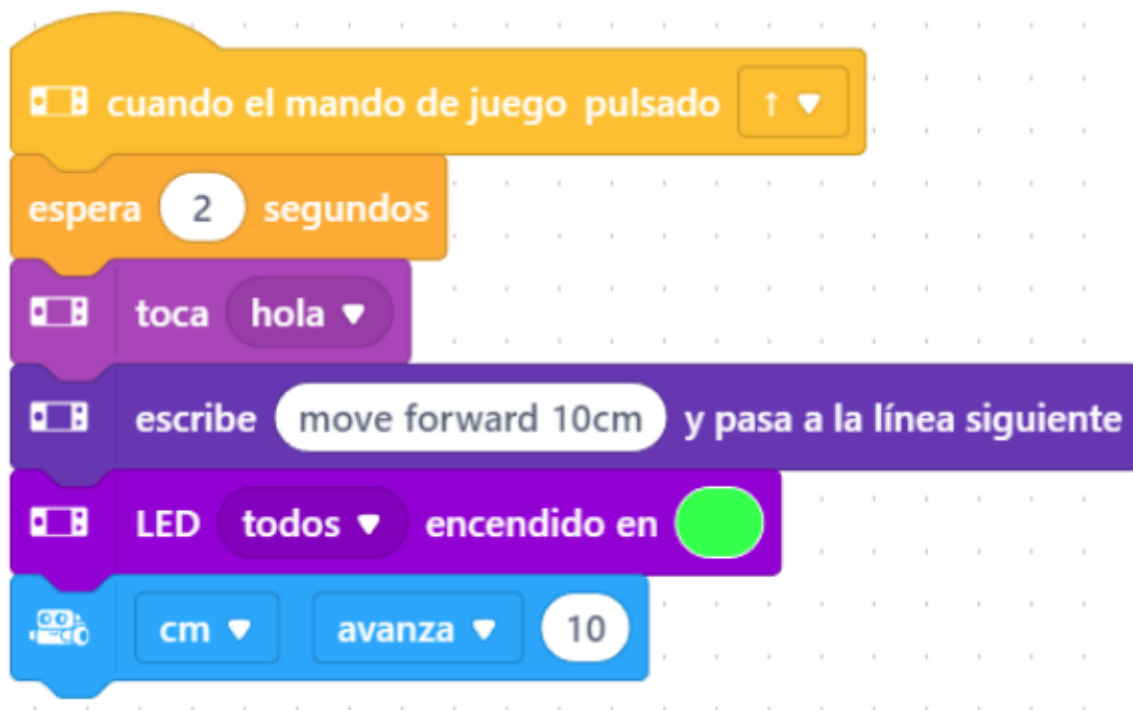 cuando el mando de juego pulsado ↑
espera 2 segundos
toca hola
escribe move forward 10cm y pasa a la línea siguiente
LED todos encendido en
cm avanza 10